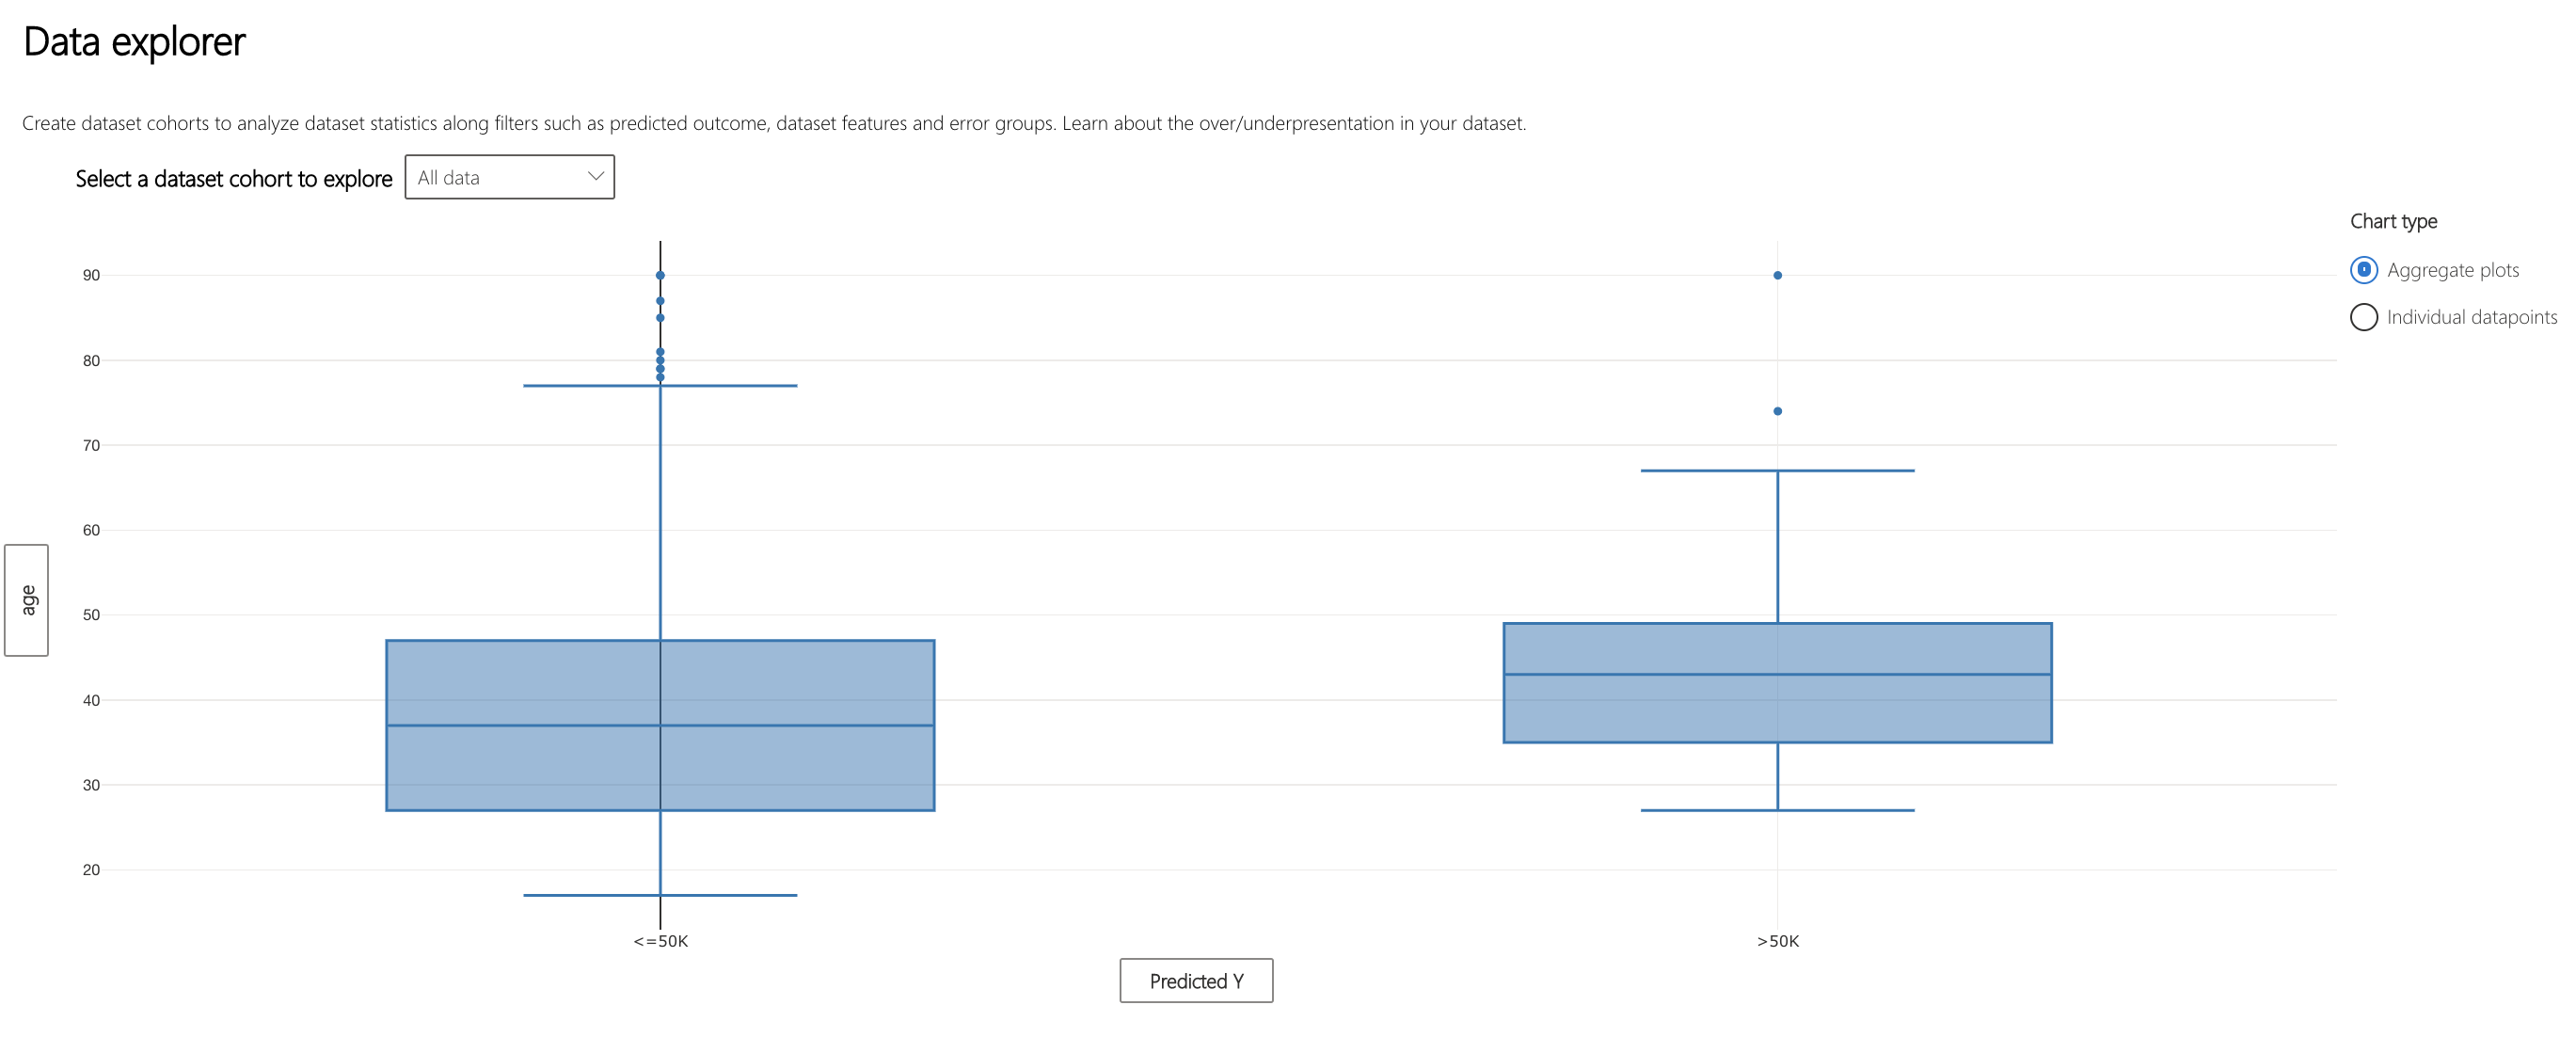 Data explorer
Create dataset cohorts to analyze dataset statistics along filters such as predicted outcome, dataset features and error groups. Learn about the over/underpresentation in your dataset.
Select a dataset cohort to explore All data
Chart type
Aggregate plots
Individual datapoints
90
80
70
60
50
40
30
20
age
<=50K >50K
Predicted Y